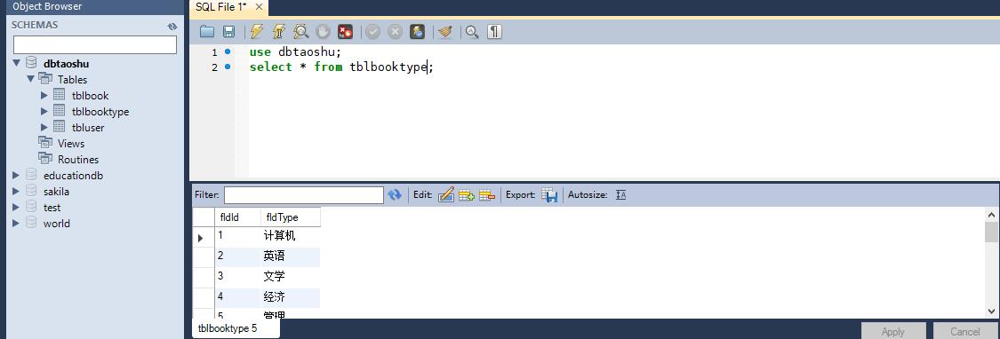 Object Browser
SCHEMAS
dbtaoshu
Tables
tblbook
tblbooktype
tbluser
Views
Routines
educationdb
sakila
test
world
SQL File 1*
1 use dbtaoshu;
2 select * from tblbooktype;
Filter: Edit: Export: Autosize:
fldId fldType
1 计算机
2 英语
3 文学
4 经济
5 管理
tblbooktype 5
Apply Cancel